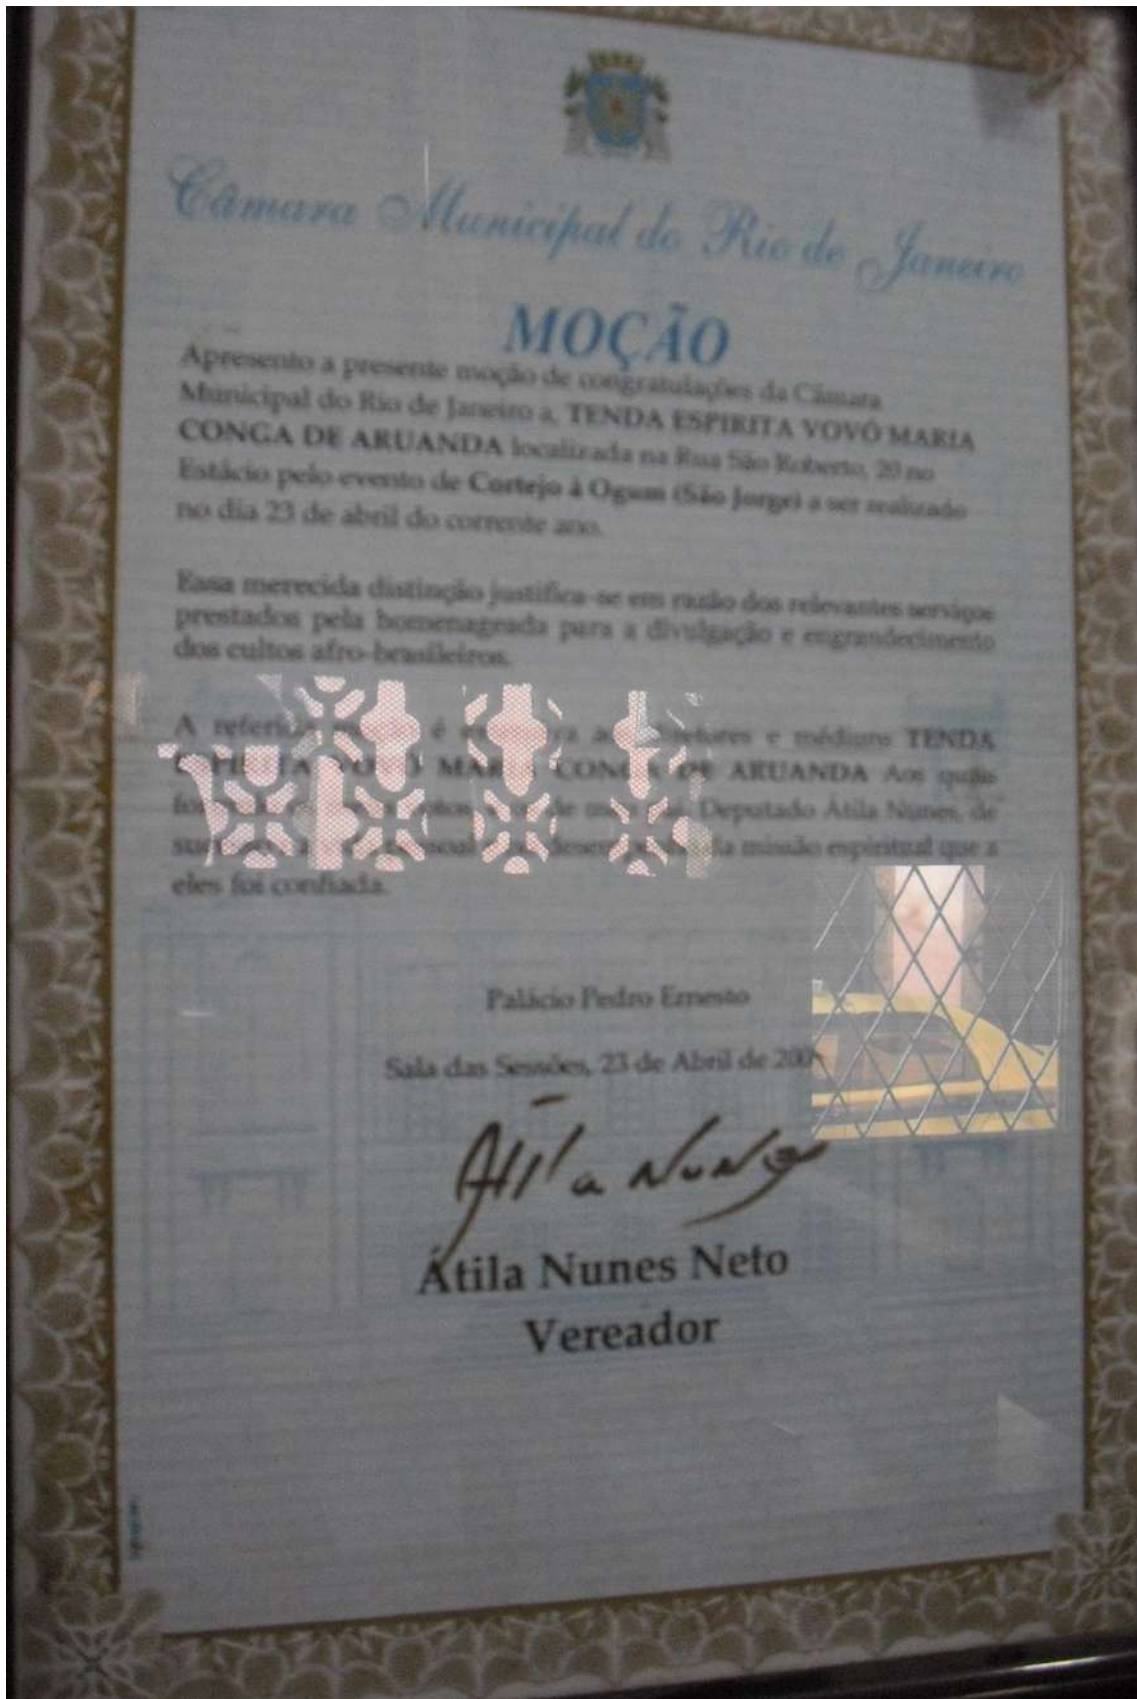 Câmara Municipal do Rio de Janeiro
MOÇÃO
Apresento a presente moção de congratulações da Câmara
Municipal do Rio de Janeiro a, TENDA ESPIRITA VOVÓ MARIA
CONGA DE ARUANDA localizada na Rua São Roberto, 20 no
Estácio pelo evento de Cortejo à Ogum (São Jorge) a ser realizado
no dia 23 de abril do corrente ano.
Essa merecida distinção justifica-se em razão dos relevantes serviços
prestados pela homenageada para a divulgação e engrandecimento
dos cultos afro-brasileiros.
A é e médiuns TENDA
MARIA CONGA DE ARUANDA Aos quais
Deputado Átila Nunes, de
da missão espiritual que a
eles foi confiada.
Palácio Pedro Ernesto
Sala das Sessões, 23 de Abril de
Atila Nunes
Átila Nunes Neto
Vereador